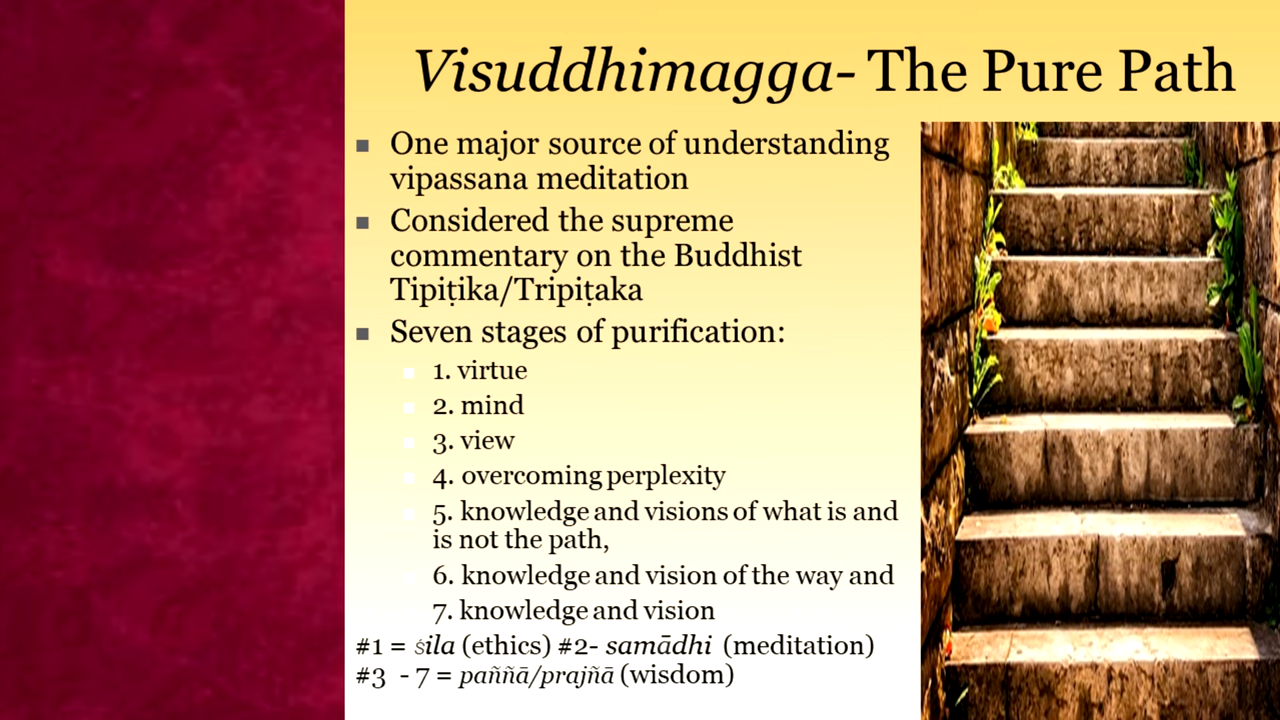 Visuddhimagga- The Pure Path
One major source of understanding
vipassana meditation
Considered the supreme
commentary on the Buddhist
Tipiṭika/Tripiṭaka
Seven stages of purification:
1. virtue
2. mind
3. view
4. overcoming perplexity
5. knowledge and visions of what is and
is not the path,
6. knowledge and vision of the way and
7. knowledge and vision
#1 = śila (ethics) #2- samādhi (meditation)
#3 - 7 = paññā/prajñā (wisdom)